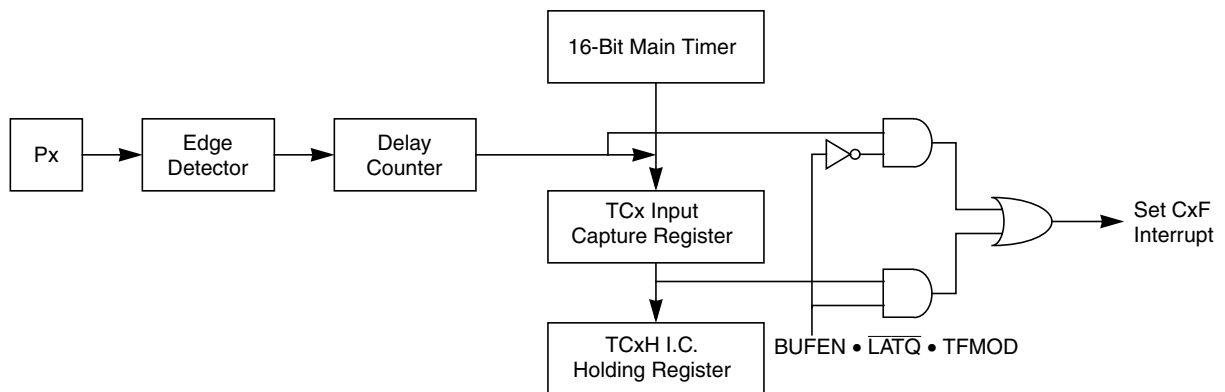 16-Bit Main Timer
Px
Edge
Detector
Delay
Counter
TCx Input
Capture Register
Set CxF
Interrupt
TCxH I.C.
Holding Register
BUFEN • L̅A̅T̅Q̅ • TFMOD